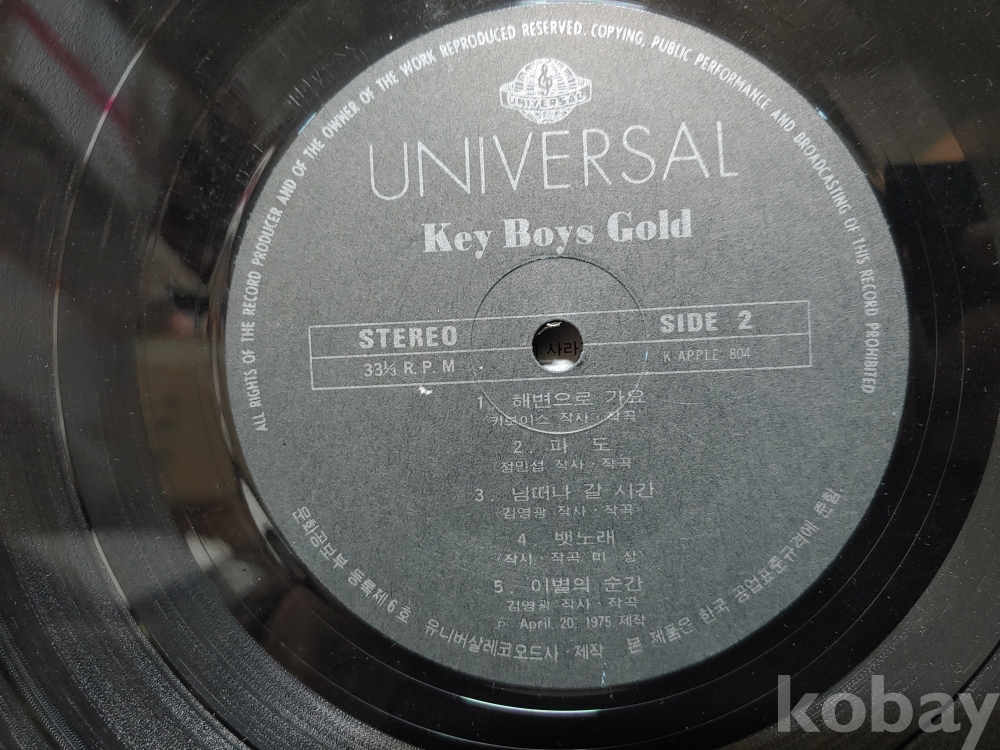 ALL RIGHTS OF THE RECORD PRODUCER AND OF THE OWNER OF THE WORK REPRODUCED RESERVED. COPYING, PUBLIC PERFORMANCE AND BROADCASTING OF THIS RECORD PROHIBITED
UNIVERSAL
UNIVERSAL
Key Boys Gold
STEREO
SIDE 2
33⅓ R.P.M
K.APPLE 804
사라
1. 해변으로 가요
키보이스 작사·작곡
2. 파 도
(정민섭 작사·작곡
3. 님떠나 갈 시간
김영광 작사·작곡
4. 뱃노래
(작사·작곡 미 상)
5. 이별의 순간
김영광 작사·작곡
P April. 20. 1975 제작
문화공보부 등록제6호 유니버살레코오드사·제작 본 제품은 한국 공업표준규격에 준함.
kobay